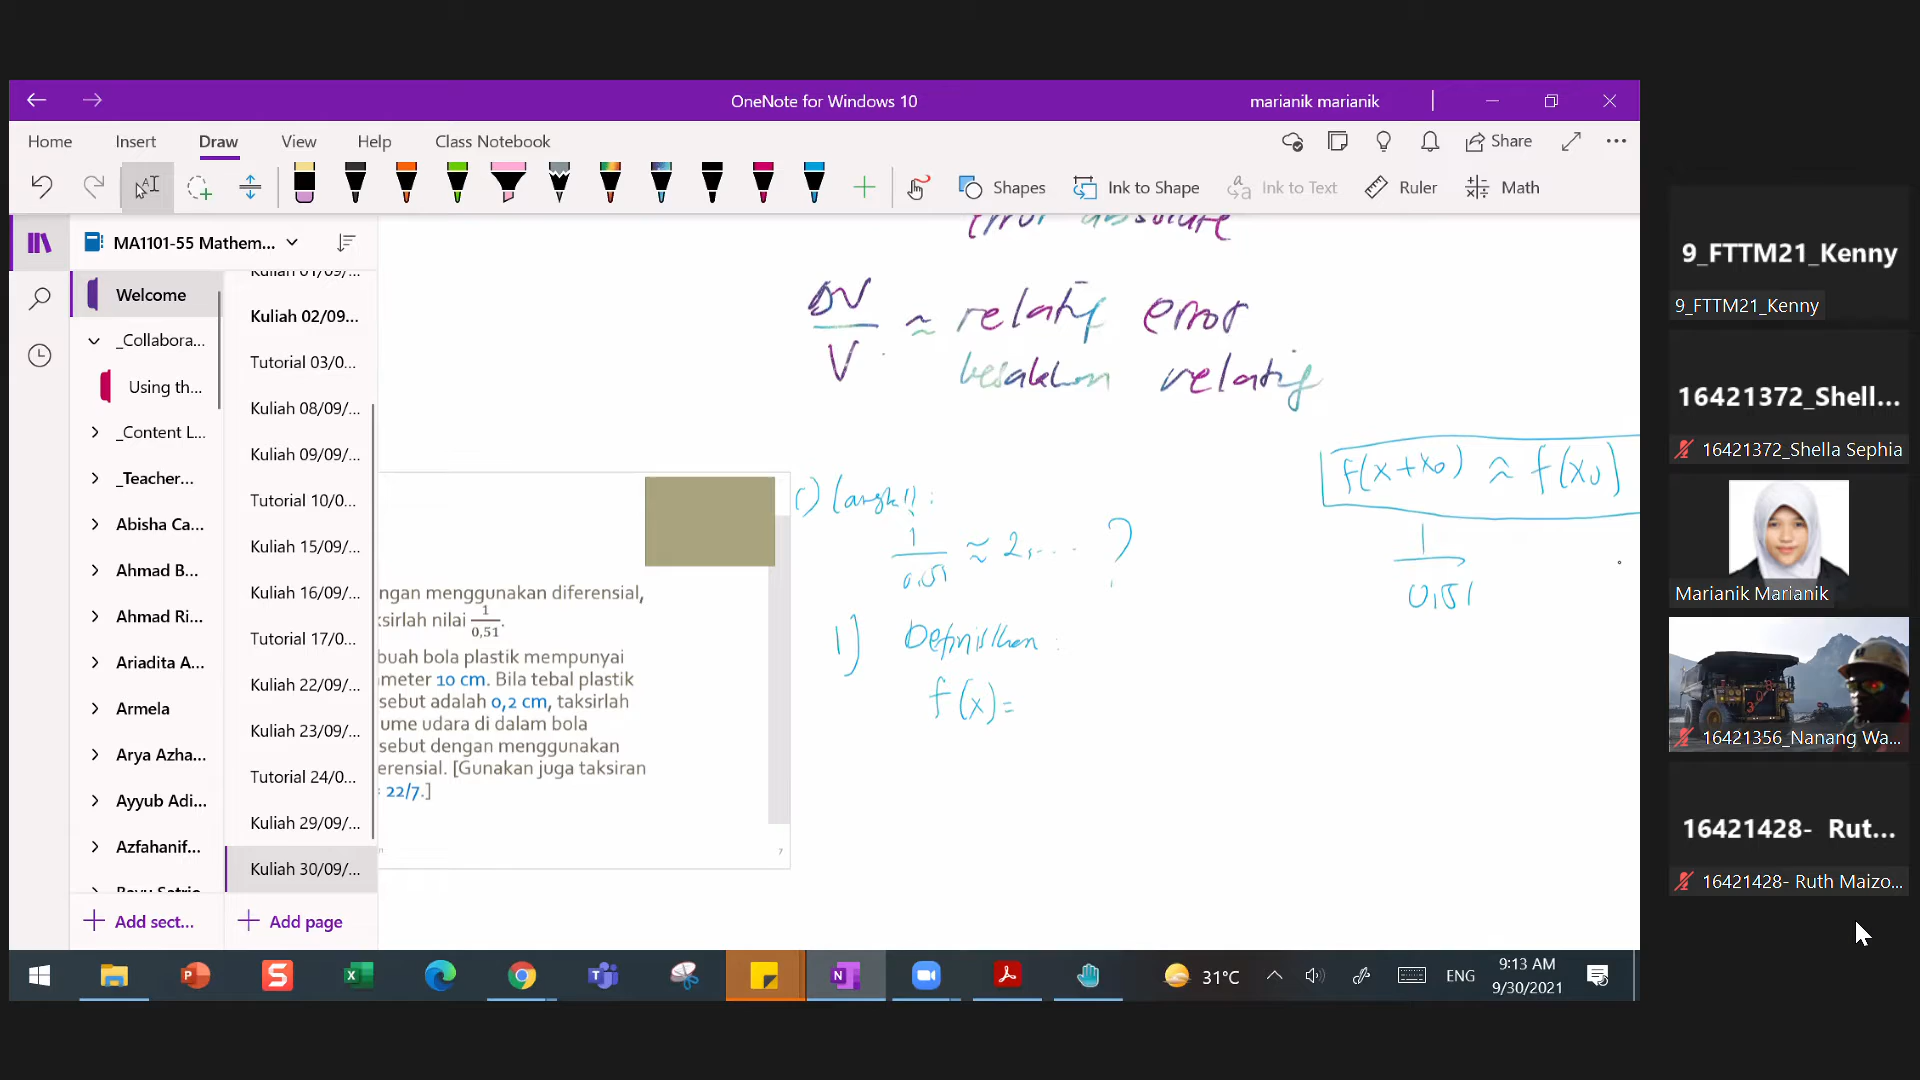 OneNote for Windows 10
marianik marianik
Home Insert Draw View Help Class Notebook
Share
Shapes Ink to Shape Ink to Text Ruler Math
MA1101-55 Mathem...
Welcome
_Collabora...
Using th...
_Content L...
_Teacher...
Abisha Ca...
Ahmad B...
Ahmad Ri...
Ariadita A...
Armela
Arya Azha...
Ayyub Adi...
Azfahanif...
Add sect...
Kuliah 01/09/...
Kuliah 02/09...
Tutorial 03/0...
Kuliah 08/09/...
Kuliah 09/09/...
Tutorial 10/0...
Kuliah 15/09/...
Kuliah 16/09/...
Tutorial 17/0...
Kuliah 22/09/...
Kuliah 23/09/...
Tutorial 24/0...
Kuliah 29/09/...
Kuliah 30/09/...
Add page
error absolute
ΔV/V ≈ relatif error
relatif
ngan menggunakan diferensial,
sirlah nilai 1/0,51.
buah bola plastik mempunyai
meter 10 cm. Bila tebal plastik
sebut adalah 0,2 cm, taksirlah
ume udara di dalam bola
sebut dengan menggunakan
erensial. [Gunakan juga taksiran
22/7.]
7
1/0,51 ≈ 2,.... ?
1) Definisikan :
f(x)=
f(x+x0) ≈ f(x0)
1/0,51
9_FTTM21_Kenny
9_FTTM21_Kenny
16421372_Shell...
16421372_Shella Sephia
Marianik Marianik
16421356_Nanang Wa...
16421428- Rut...
16421428- Ruth Maizo...
31°C
ENG
9:13 AM
9/30/2021